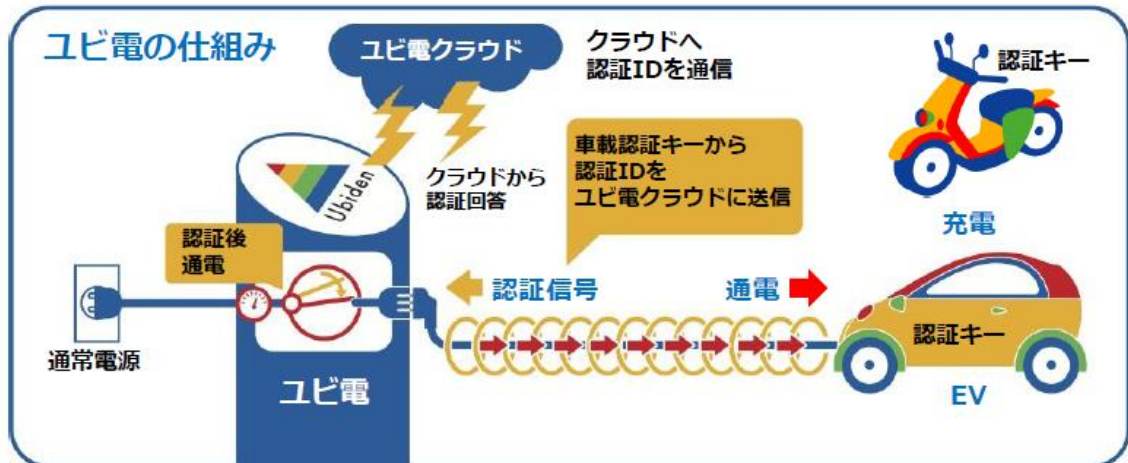 ユビ電の仕組み
ユビ電クラウド
クラウドへ
認証IDを通信
認証キー
車載認証キーから
認証IDを
ユビ電クラウドに送信
クラウドから
認証回答
Ubiden
充電
認証後
通電
認証信号
通電
通常電源
認証キー
ユビ電
EV